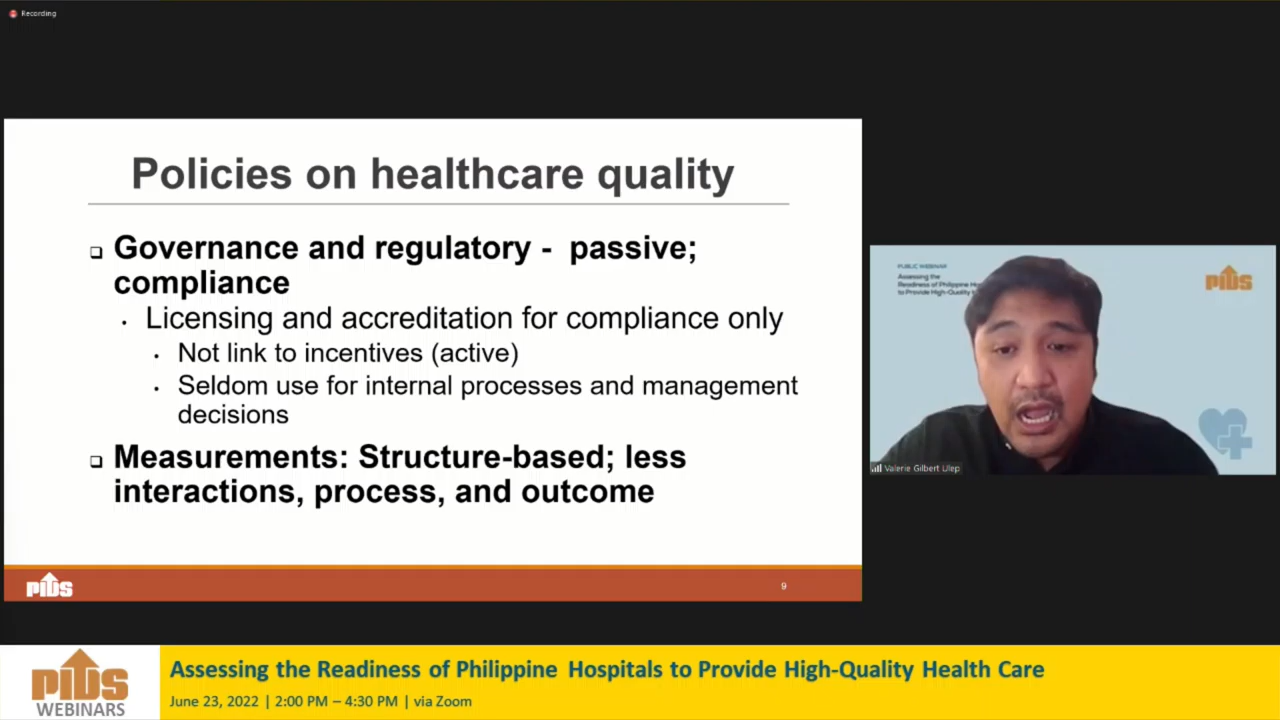 Recording
Policies on healthcare quality
❑ Governance and regulatory - passive;
compliance
• Licensing and accreditation for compliance only
• Not link to incentives (active)
• Seldom use for internal processes and management
decisions
❑ Measurements: Structure-based; less
interactions, process, and outcome
PIDS
9
PUBLIC WEBINAR
Assessing the
Readiness of Philippine
to Provide High-Quality
PIDS
Valerie Gilbert Ulep
PIDS
WEBINARS
Assessing the Readiness of Philippine Hospitals to Provide High-Quality Health Care
June 23, 2022 | 2:00 PM – 4:30 PM | via Zoom